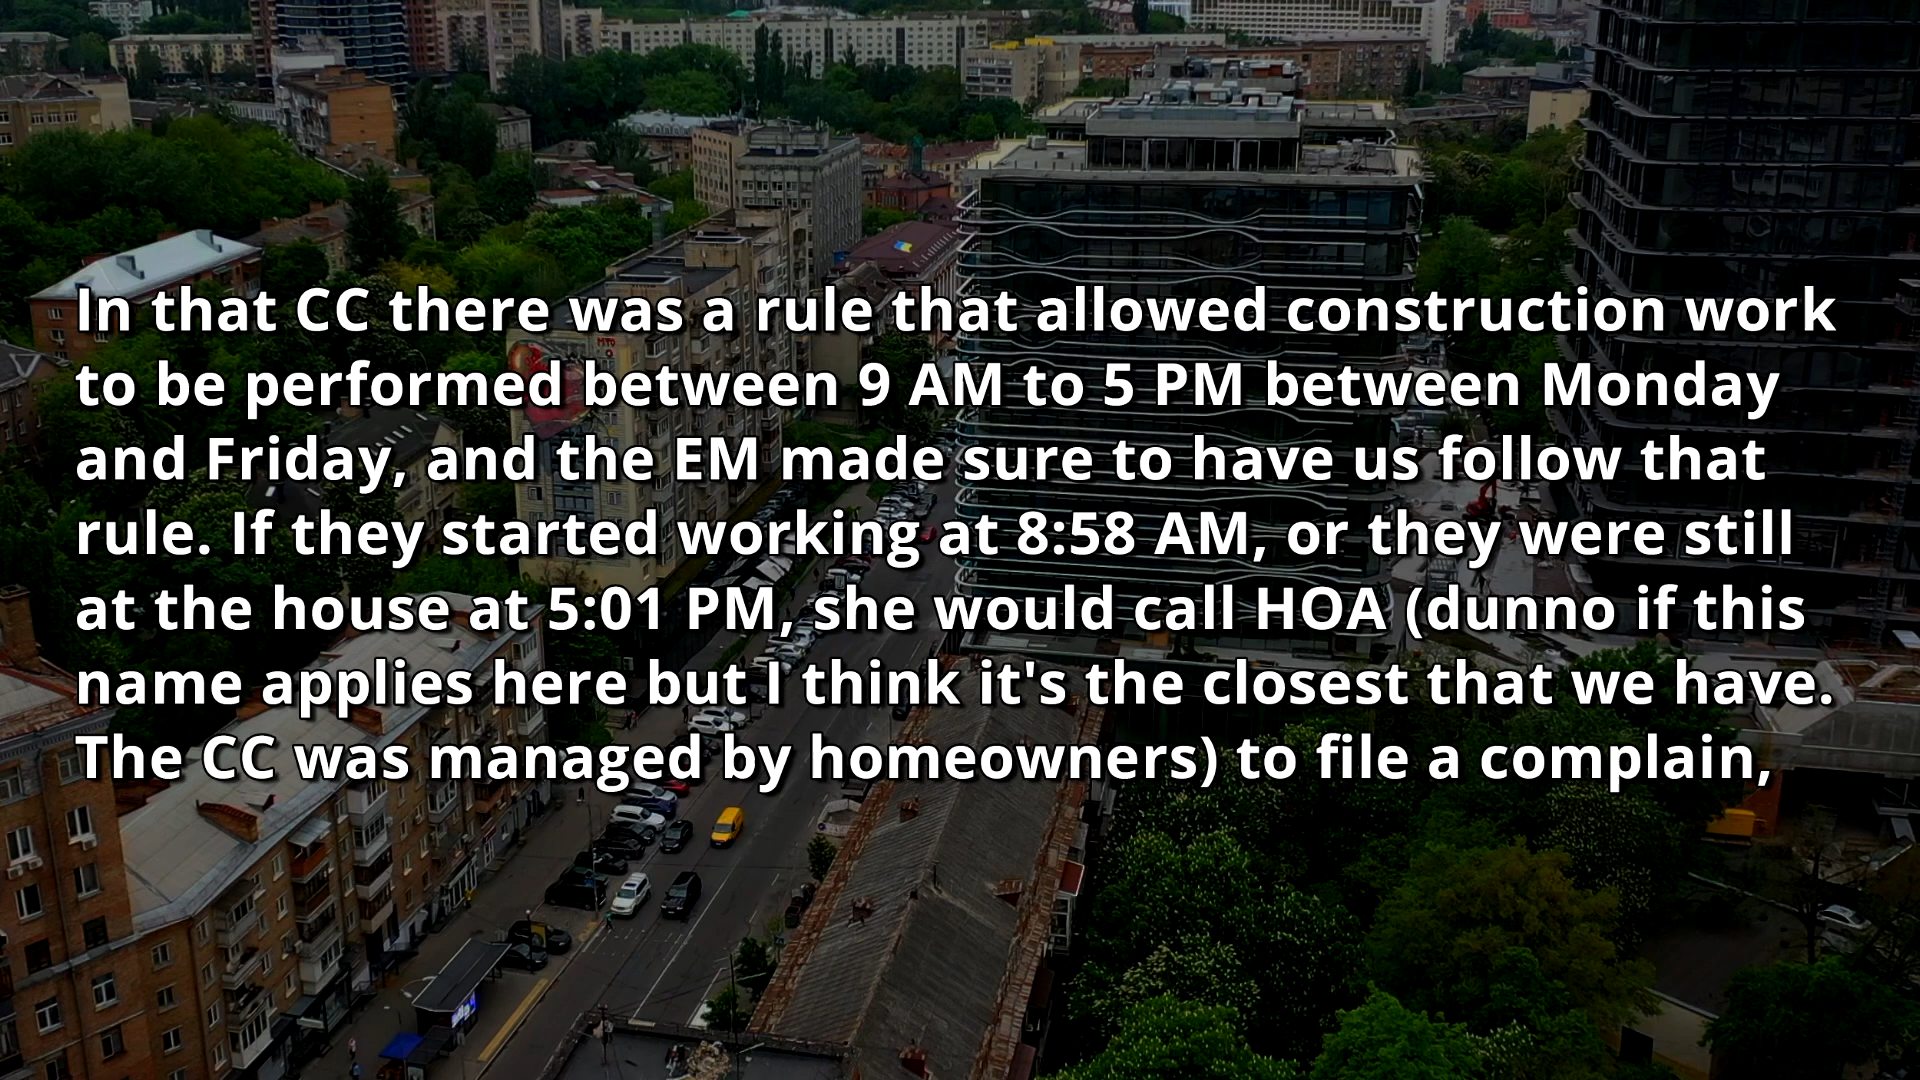 In that CC there was a rule that allowed construction work
to be performed between 9 AM to 5 PM between Monday
and Friday, and the EM made sure to have us follow that
rule. If they started working at 8:58 AM, or they were still
at the house at 5:01 PM, she would call HOA (dunno if this
name applies here but I think it's the closest that we have.
The CC was managed by homeowners) to file a complain,